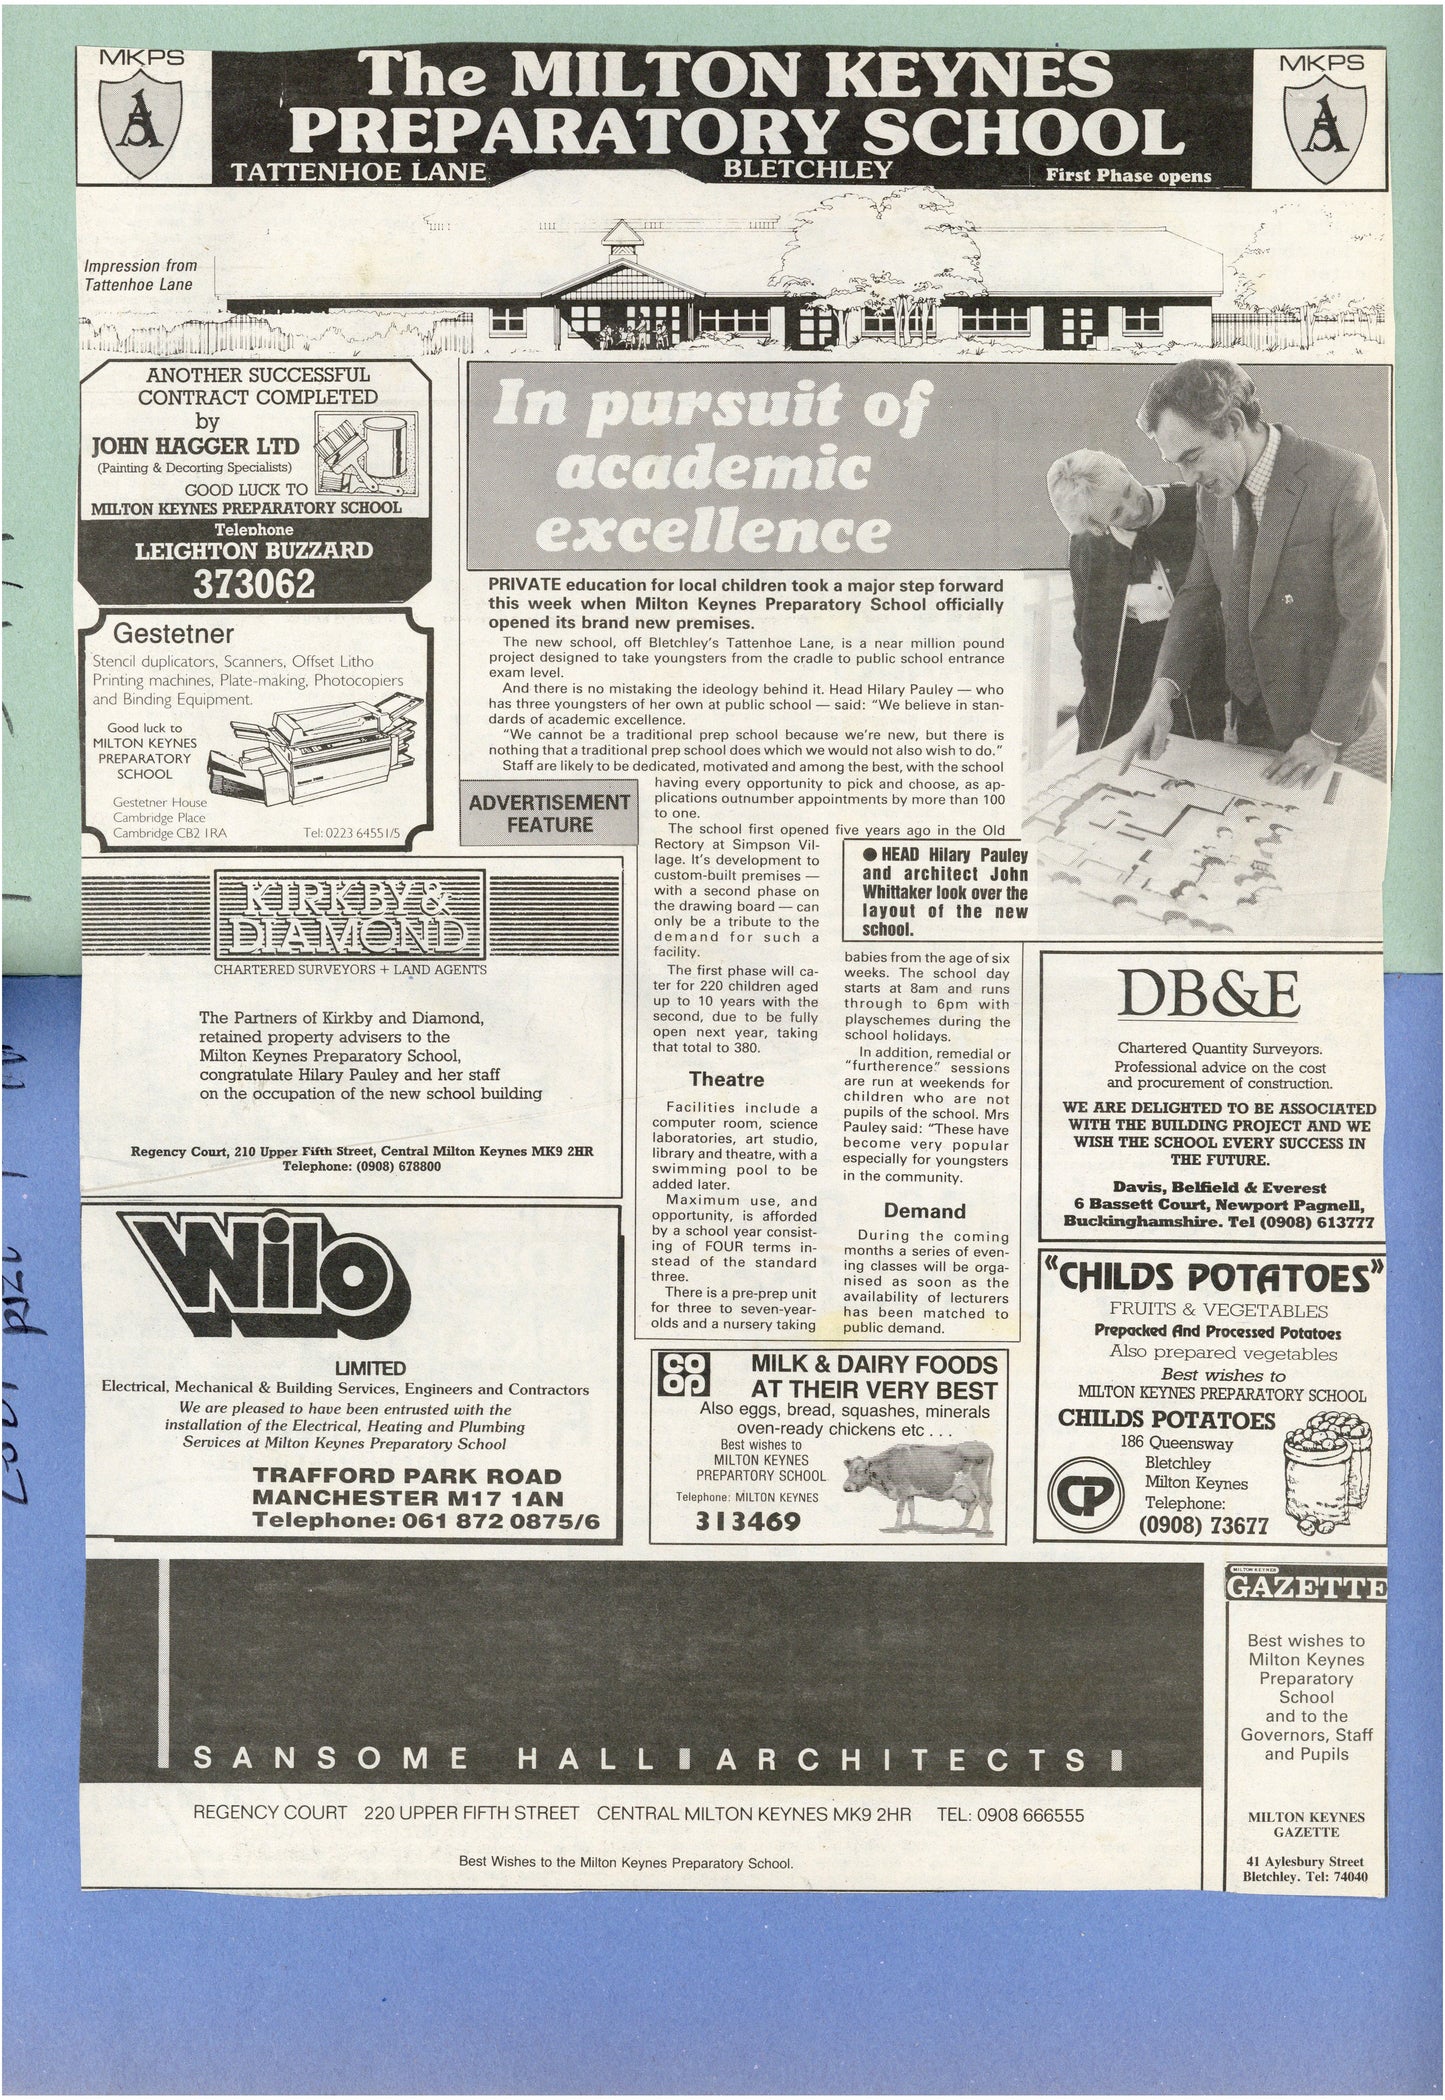 MKPS
The MILTON KEYNES
PREPARATORY SCHOOL
TATTENHOE LANE BLETCHLEY First Phase opens
MKPS
Impression from
Tattenhoe Lane
ANOTHER SUCCESSFUL
CONTRACT COMPLETED
by
JOHN HAGGER LTD
(Painting & Decorting Specialists)
GOOD LUCK TO
MILTON KEYNES PREPARATORY SCHOOL
Telephone
LEIGHTON BUZZARD
373062
Gestetner
Stencil duplicators, Scanners, Offset Litho
Printing machines, Plate-making, Photocopiers
and Binding Equipment.
Good luck to
MILTON KEYNES
PREPARATORY
SCHOOL
Gestetner House
Cambridge Place
Cambridge CB2 1RA Tel: 0223 64551/5
KIRKBY &
DIAMOND
CHARTERED SURVEYORS + LAND AGENTS
The Partners of Kirkby and Diamond,
retained property advisers to the
Milton Keynes Preparatory School,
congratulate Hilary Pauley and her staff
on the occupation of the new school building
Regency Court, 210 Upper Fifth Street, Central Milton Keynes MK9 2HR
Telephone: (0908) 678800
Wilo
LIMITED
Electrical, Mechanical & Building Services, Engineers and Contractors
We are pleased to have been entrusted with the
installation of the Electrical, Heating and Plumbing
Services at Milton Keynes Preparatory School
TRAFFORD PARK ROAD
MANCHESTER M17 1AN
Telephone: 061 872 0875/6
In pursuit of
academic
excellence
PRIVATE education for local children took a major step forward
this week when Milton Keynes Preparatory School officially
opened its brand new premises.
The new school, off Bletchley's Tattenhoe Lane, is a near million pound
project designed to take youngsters from the cradle to public school entrance
exam level.
And there is no mistaking the ideology behind it. Head Hilary Pauley — who
has three youngsters of her own at public school — said: "We believe in stan-
dards of academic excellence.
"We cannot be a traditional prep school because we're new, but there is
nothing that a traditional prep school does which we would not also wish to do."
Staff are likely to be dedicated, motivated and among the best, with the school
having every opportunity to pick and choose, as ap-
plications outnumber appointments by more than 100
to one.
ADVERTISEMENT
FEATURE
The school first opened five years ago in the Old
Rectory at Simpson Vil-
lage. It's development to
custom-built premises —
with a second phase on
the drawing board — can
only be a tribute to the
demand for such a
facility.
The first phase will ca-
ter for 220 children aged
up to 10 years with the
second, due to be fully
open next year, taking
that total to 380.
Theatre
Facilities include a
computer room, science
laboratories, art studio,
library and theatre, with a
swimming pool to be
added later.
Maximum use, and
opportunity, is afforded
by a school year consist-
ing of FOUR terms in-
stead of the standard
three.
There is a pre-prep unit
for three to seven-year-
olds and a nursery taking
● HEAD Hilary Pauley
and architect John
Whittaker look over the
layout of the new
school.
babies from the age of six
weeks. The school day
starts at 8am and runs
through to 6pm with
playschemes during the
school holidays.
In addition, remedial or
"furtherence" sessions
are run at weekends for
children who are not
pupils of the school. Mrs
Pauley said: "These have
become very popular
especially for youngsters
in the community.
Demand
During the coming
months a series of even-
ing classes will be orga-
nised as soon as the
availability of lecturers
has been matched to
public demand.
DB&E
Chartered Quantity Surveyors.
Professional advice on the cost
and procurement of construction.
WE ARE DELIGHTED TO BE ASSOCIATED
WITH THE BUILDING PROJECT AND WE
WISH THE SCHOOL EVERY SUCCESS IN
THE FUTURE.
Davis, Belfield & Everest
6 Bassett Court, Newport Pagnell,
Buckinghamshire. Tel (0908) 613777
"CHILDS POTATOES"
FRUITS & VEGETABLES
Prepacked And Processed Potatoes
Also prepared vegetables
Best wishes to
MILTON KEYNES PREPARATORY SCHOOL
CHILDS POTATOES
186 Queensway
Bletchley
Milton Keynes
Telephone:
(0908) 73677
CP
CO
OP
MILK & DAIRY FOODS
AT THEIR VERY BEST
Also eggs, bread, squashes, minerals
oven-ready chickens etc . . .
Best wishes to
MILTON KEYNES
PREPARTORY SCHOOL
Telephone: MILTON KEYNES
313469
SANSOME HALL ARCHITECTS
REGENCY COURT 220 UPPER FIFTH STREET CENTRAL MILTON KEYNES MK9 2HR TEL: 0908 666555
Best Wishes to the Milton Keynes Preparatory School.
MILTON KEYNES
GAZETTE
Best wishes to
Milton Keynes
Preparatory
School
and to the
Governors, Staff
and Pupils
MILTON KEYNES
GAZETTE
41 Aylesbury Street
Bletchley. Tel: 74040